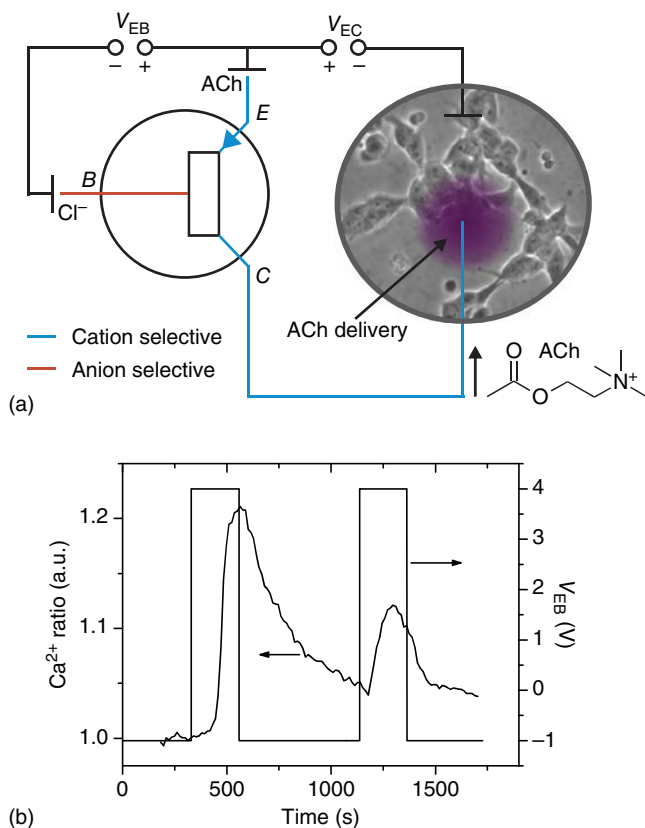 V_EB
V_EC
− + + −
ACh
E
B
Cl⁻
C
ACh delivery
Cation selective
Anion selective
ACh
O
O
N⁺
(a)
1.2
1.1¹
1.0
Ca²⁺ ratio (a.u.)
4
3
2
1
0
−1
V_EB (V)
0 500 1000 1500
Time (s)
(b)